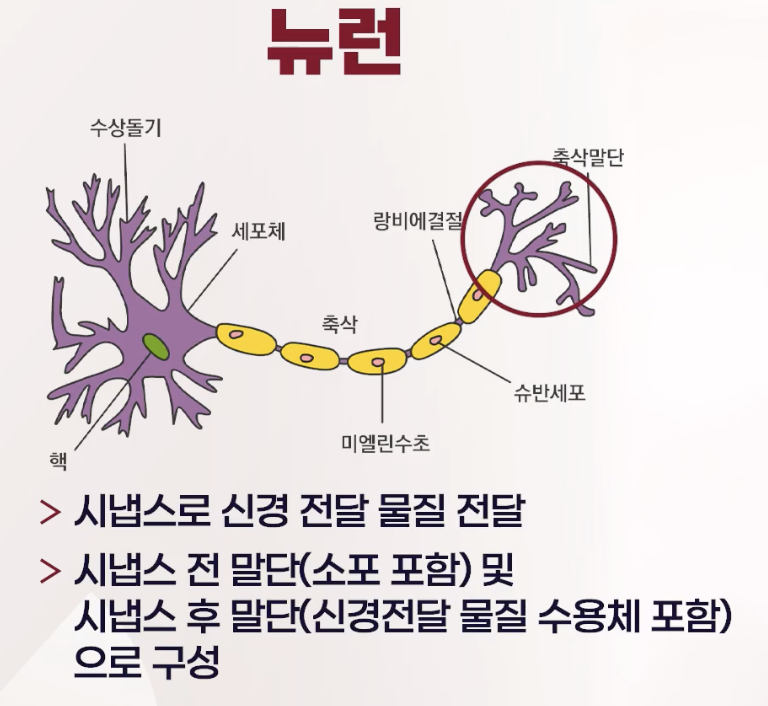 뉴런
수상돌기
축삭말단
세포체
랑비에결절
축삭
슈반세포
미엘린수초
핵
> 시냅스로 신경 전달 물질 전달
> 시냅스 전 말단(소포 포함) 및
시냅스 후 말단(신경전달 물질 수용체 포함)
으로 구성